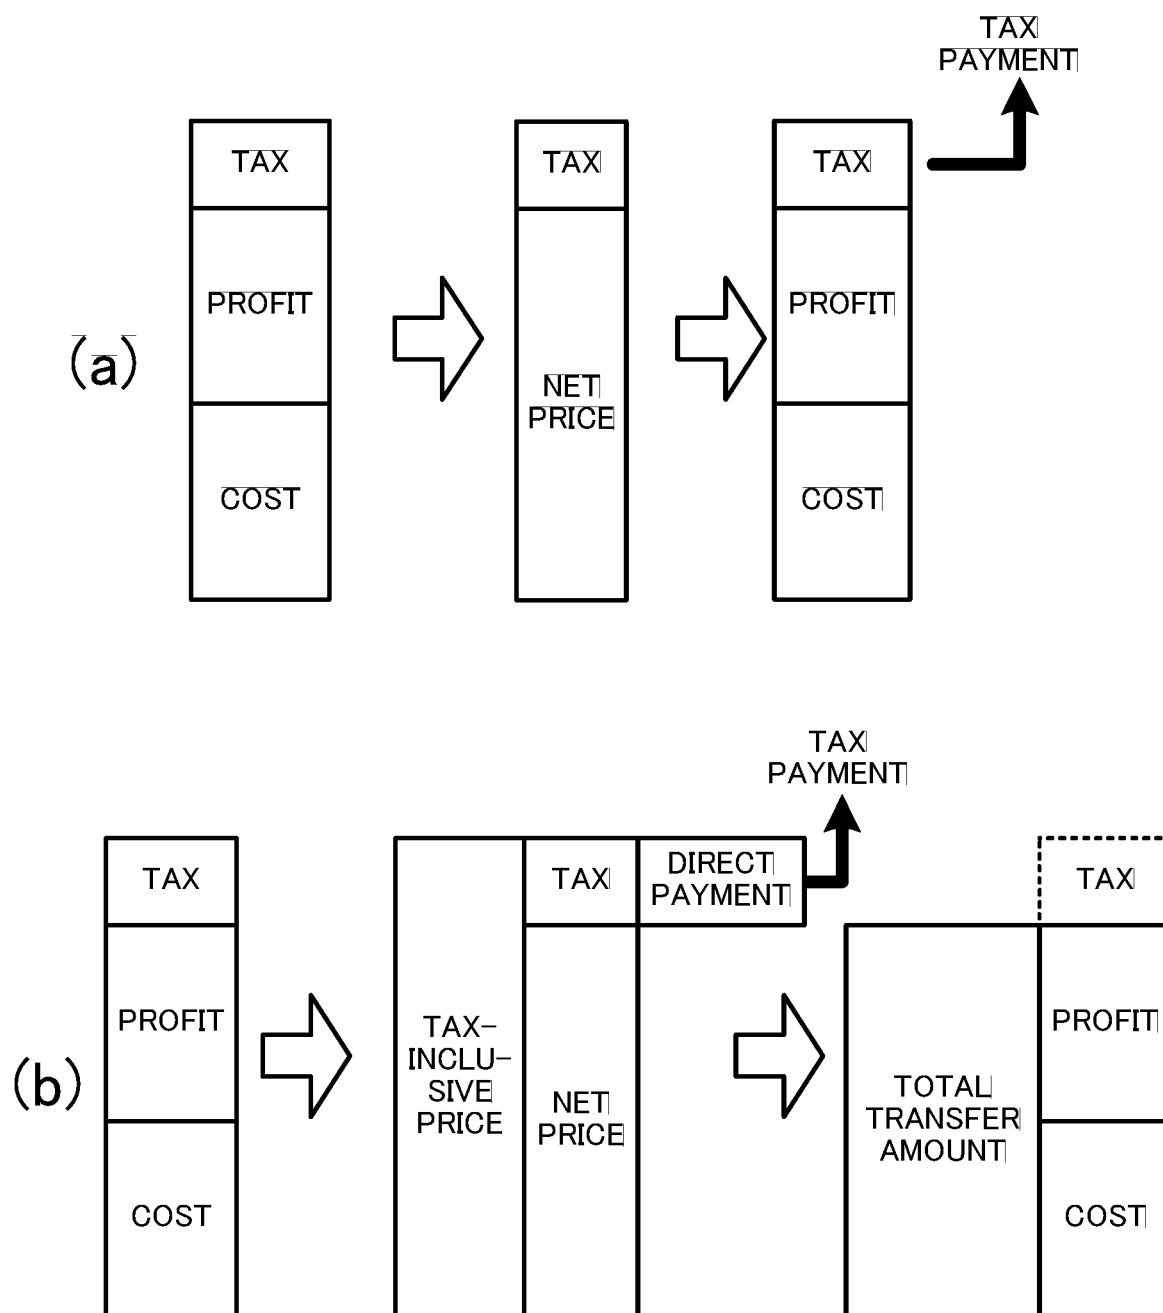 TAX
PAYMENT
TAX
TAX
TAX
PROFIT
PROFIT
(a)
NET
PRICE
COST
COST
TAX
PAYMENT
TAX
TAX
DIRECT
PAYMENT
TAX
PROFIT
TAX-
INCLU-
SIVE
PRICE
NET
PRICE
PROFIT
(b)
TOTAL
TRANSFER
AMOUNT
COST
COST